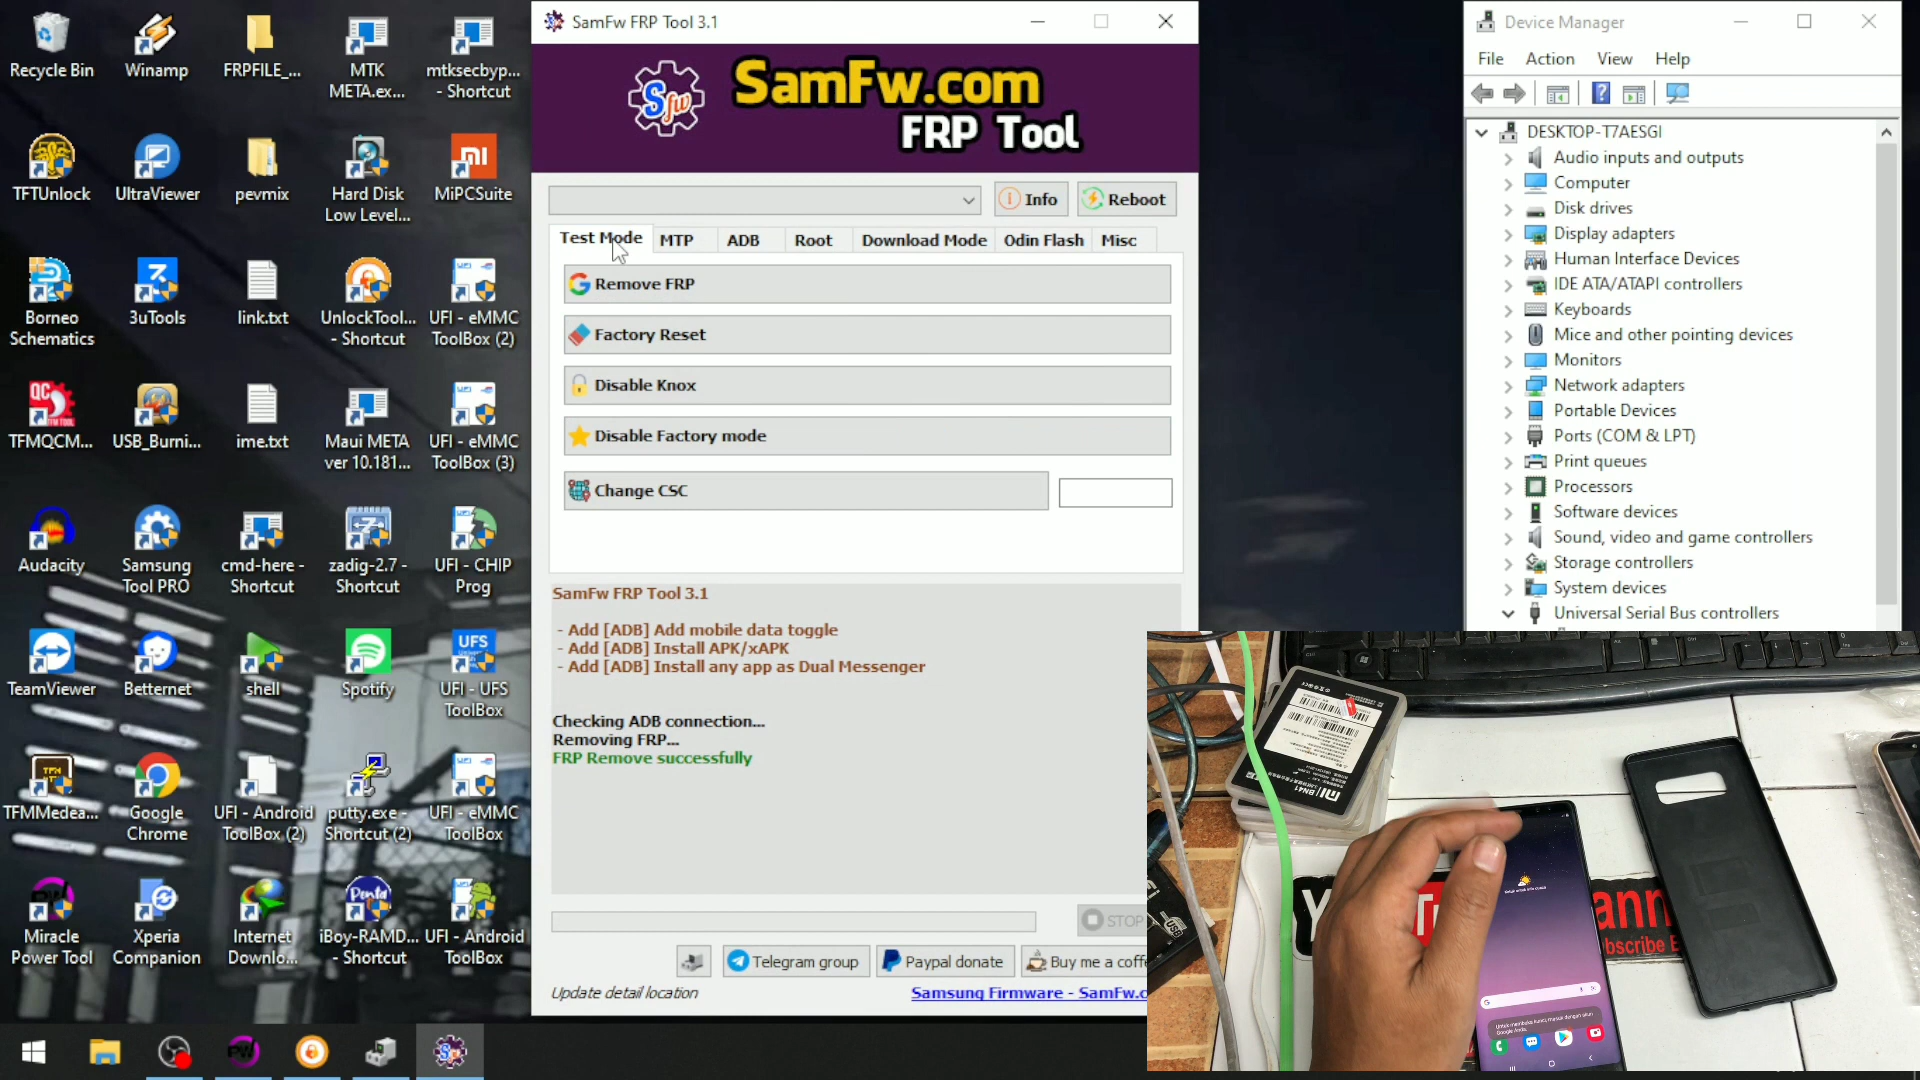 Recycle Bin
Winamp
FRPFILE_...
MTK
META.ex...
mtksecbyp...
- Shortcut
TFTUnlock
UltraViewer
pevmix
Hard Disk
Low Level...
MiPCSuite
Borneo
Schematics
3uTools
link.txt
UnlockTool...
- Shortcut
UFI - eMMC
ToolBox (2)
TFMQCM...
USB_Burni...
ime.txt
Maui META
ver 10.181...
UFI - eMMC
ToolBox (3)
Audacity
Samsung
Tool PRO
cmd-here -
Shortcut
zadig-2.7 -
Shortcut
UFI - CHIP
Prog
TeamViewer
Betternet
shell
Spotify
UFI - UFS
ToolBox
TFMMedea...
Google
Chrome
UFI - Android
ToolBox (2)
putty.exe -
Shortcut (2)
UFI - eMMC
ToolBox
Miracle
Power Tool
Xperia
Companion
Internet
Downlo...
iBoy-RAMD...
- Shortcut
UFI - Android
ToolBox
SamFw FRP Tool 3.1
Sfw
SamFw.com
FRP Tool
Info
Reboot
Test Mode
MTP
ADB
Root
Download Mode
Odin Flash
Misc
Remove FRP
Factory Reset
Disable Knox
Disable Factory mode
Change CSC
SamFw FRP Tool 3.1
- Add [ADB] Add mobile data toggle
- Add [ADB] Install APK/xAPK
- Add [ADB] Install any app as Dual Messenger
Checking ADB connection...
Removing FRP...
FRP Remove successfully
STOP
Telegram group
Paypal donate
Buy me a coffe
Update detail location
Samsung Firmware - SamFw.c
Device Manager
File
Action
View
Help
DESKTOP-T7AESGI
Audio inputs and outputs
Computer
Disk drives
Display adapters
Human Interface Devices
IDE ATA/ATAPI controllers
Keyboards
Mice and other pointing devices
Monitors
Network adapters
Portable Devices
Ports (COM & LPT)
Print queues
Processors
Software devices
Sound, video and game controllers
Storage controllers
System devices
Universal Serial Bus controllers
BN41
USB
ann
bscribe